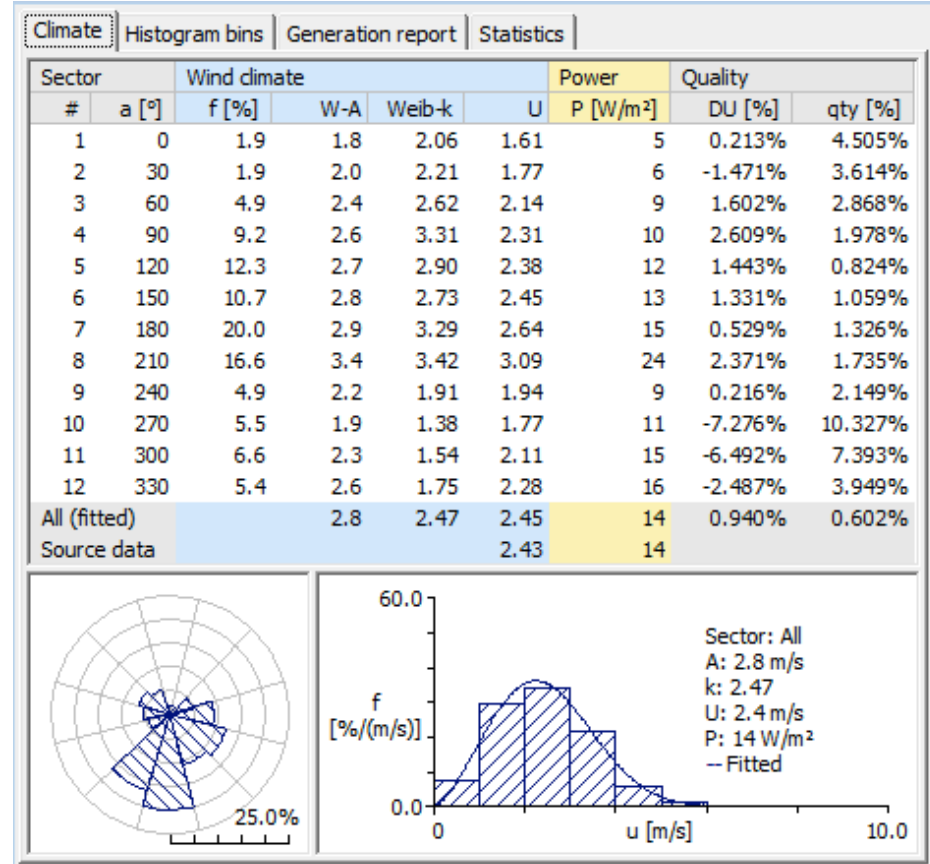 Climate Histogram bins Generation report Statistics
Sector Wind climate Power Quality
# a [º] f [%] W-A Weib-k U P [W/m²] DU [%] qty [%]
1 0 1.9 1.8 2.06 1.61 5 0.213% 4.505%
2 30 1.9 2.0 2.21 1.77 6 -1.471% 3.614%
3 60 4.9 2.4 2.62 2.14 9 1.602% 2.868%
4 90 9.2 2.6 3.31 2.31 10 2.609% 1.978%
5 120 12.3 2.7 2.90 2.38 12 1.443% 0.824%
6 150 10.7 2.8 2.73 2.45 13 1.331% 1.059%
7 180 20.0 2.9 3.29 2.64 15 0.529% 1.326%
8 210 16.6 3.4 3.42 3.09 24 2.371% 1.735%
9 240 4.9 2.2 1.91 1.94 9 0.216% 2.149%
10 270 5.5 1.9 1.38 1.77 11 -7.276% 10.327%
11 300 6.6 2.3 1.54 2.11 15 -6.492% 7.393%
12 330 5.4 2.6 1.75 2.28 16 -2.487% 3.949%
All (fitted) 2.8 2.47 2.45 14 0.940% 0.602%
Source data 2.43 14
25.0%
60.0
f
[%/(m/s)]
0.0
0 u [m/s] 10.0
Sector: All
A: 2.8 m/s
k: 2.47
U: 2.4 m/s
P: 14 W/m²
-- Fitted